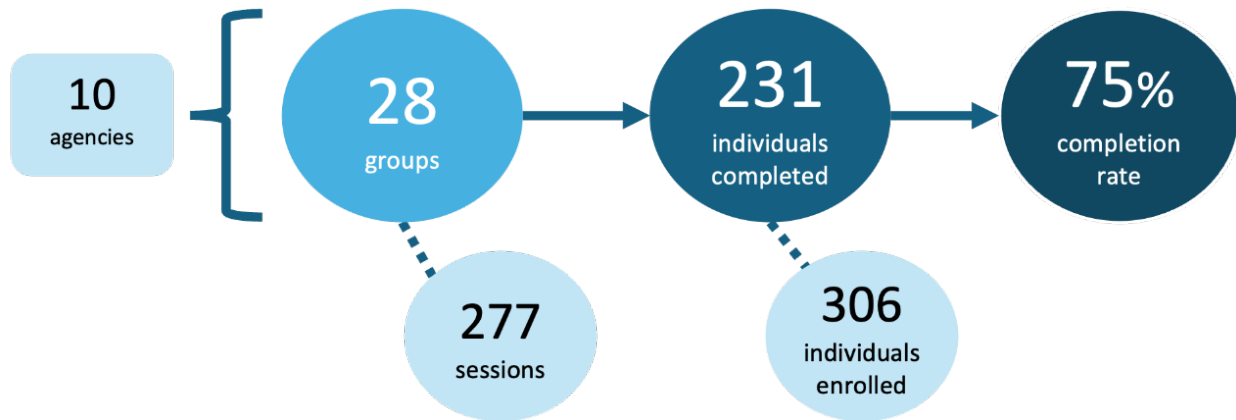 10
agencies
28
groups
231
individuals
completed
75%
completion
rate
277
sessions
306
individuals
enrolled